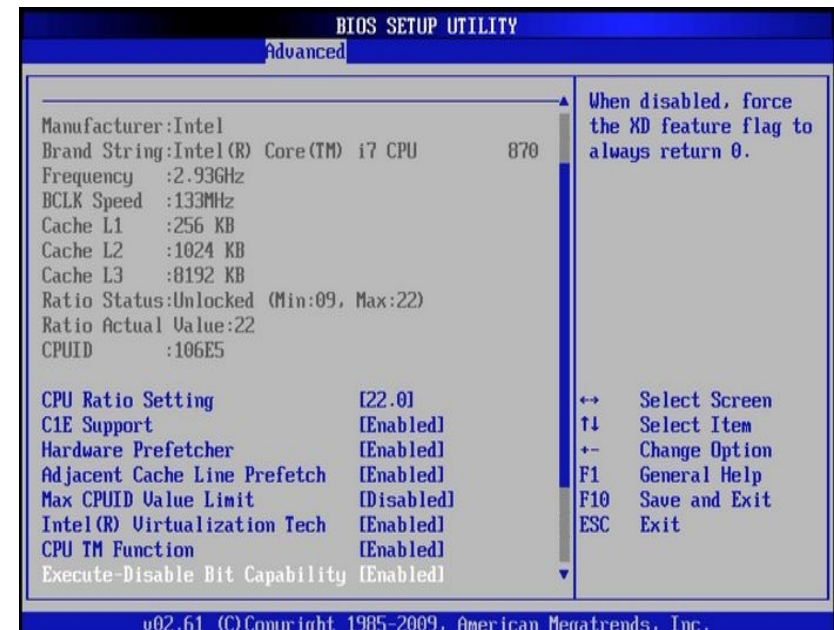 BIOS SETUP UTILITY
Advanced
Manufacturer:Intel
Brand String:Intel(R) Core(TM) i7 CPU 870
Frequency :2.93GHz
BCLK Speed :133MHz
Cache L1 :256 KB
Cache L2 :1024 KB
Cache L3 :8192 KB
Ratio Status:Unlocked (Min:09, Max:22)
Ratio Actual Value:22
CPUID :106E5
CPU Ratio Setting [22.0]
C1E Support [Enabled]
Hardware Prefetcher [Enabled]
Adjacent Cache Line Prefetch [Enabled]
Max CPUID Value Limit [Disabled]
Intel(R) Virtualization Tech [Enabled]
CPU TM Function [Enabled]
Execute-Disable Bit Capability [Enabled]
When disabled, force
the XD feature flag to
always return 0.
↔ Select Screen
↑↓ Select Item
+- Change Option
F1 General Help
F10 Save and Exit
ESC Exit
v02.61 (C)Copyright 1985-2009, American Megatrends, Inc.